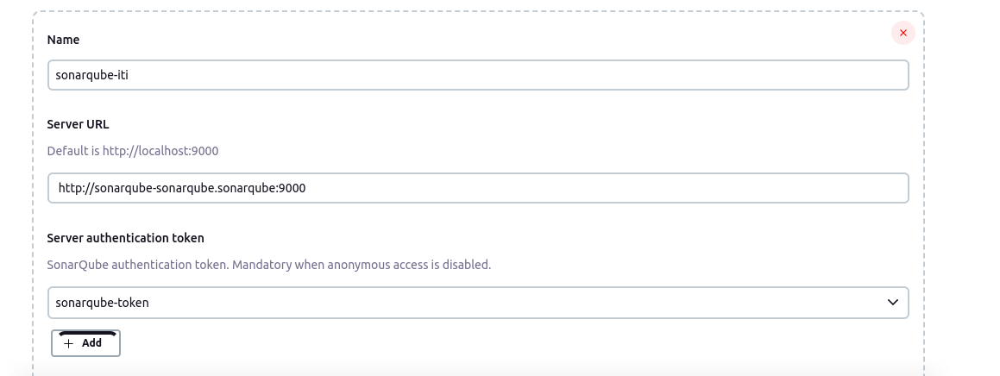 Name
sonarqube-iti
Server URL
Default is http://localhost:9000
http://sonarqube-sonarqube.sonarqube:9000
Server authentication token
SonarQube authentication token. Mandatory when anonymous access is disabled.
sonarqube-token
+ Add